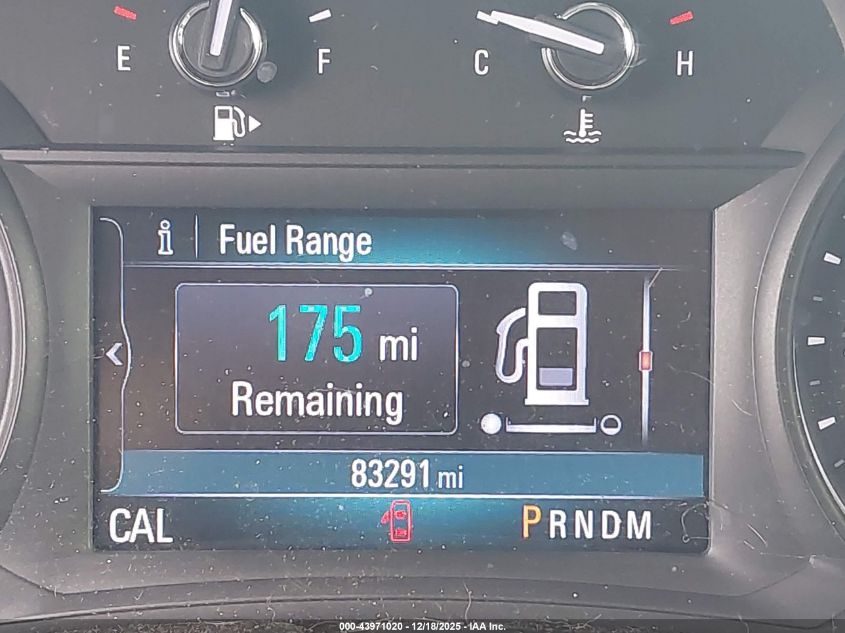 E F C H
i Fuel Range
175 mi
Remaining
83291 mi
CAL PRNDM
000-43971020 - 12/18/2025 - IAA Inc.